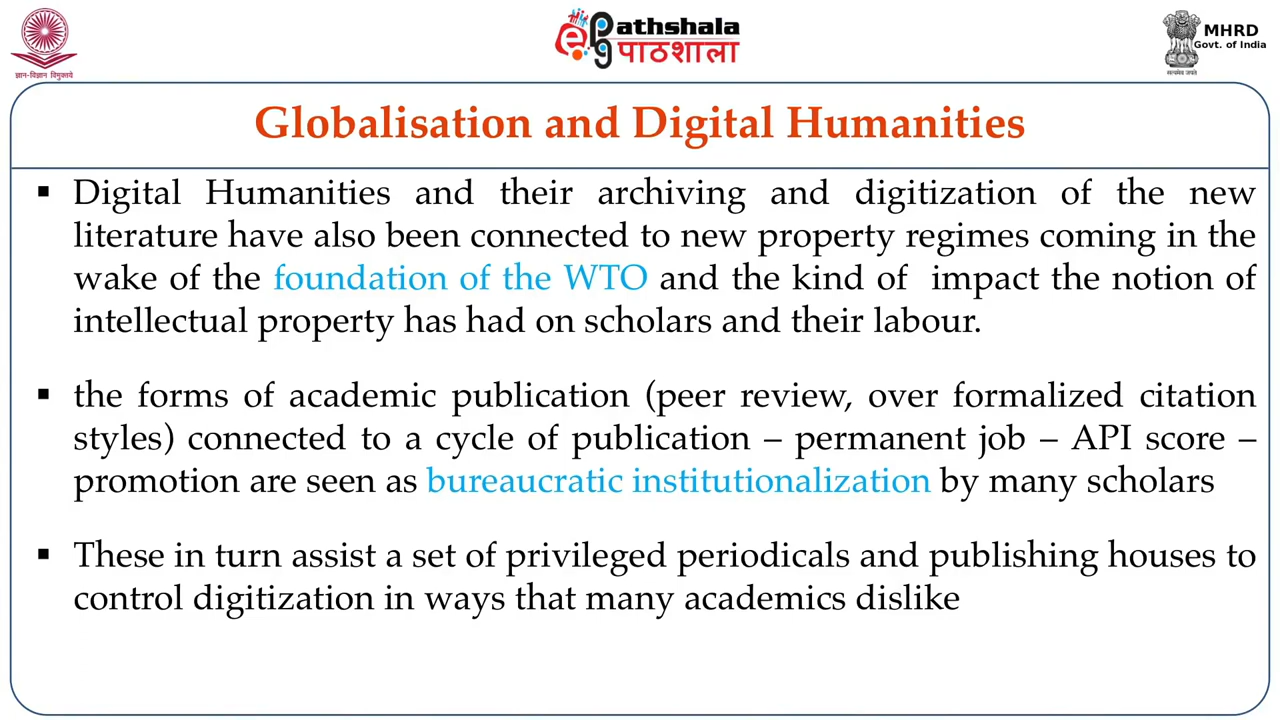 ज्ञान-विज्ञान विमुक्तये
ePG Pathshala
पाठशाला
MHRD
Govt. of India
सत्यमेव जयते
Globalisation and Digital Humanities
▪ Digital Humanities and their archiving and digitization of the new
literature have also been connected to new property regimes coming in the
wake of the foundation of the WTO and the kind of impact the notion of
intellectual property has had on scholars and their labour.
▪ the forms of academic publication (peer review, over formalized citation
styles) connected to a cycle of publication – permanent job – API score –
promotion are seen as bureaucratic institutionalization by many scholars
▪ These in turn assist a set of privileged periodicals and publishing houses to
control digitization in ways that many academics dislike